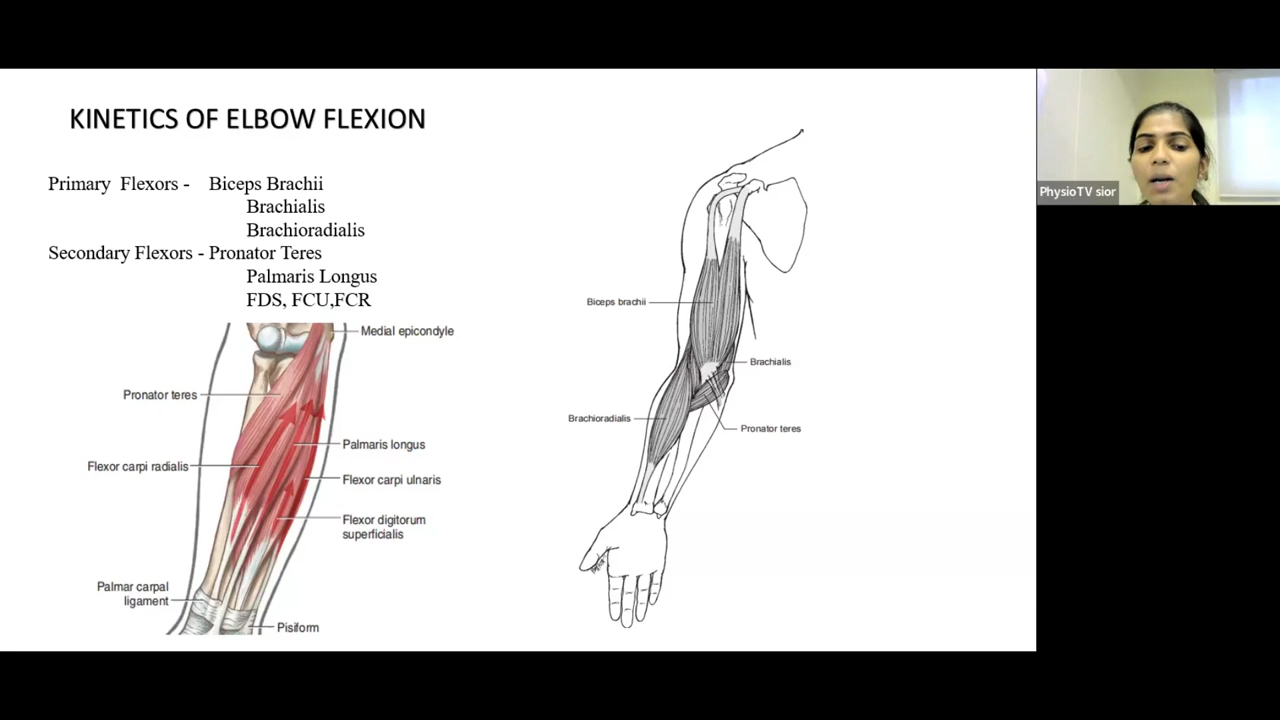 KINETICS OF ELBOW FLEXION
Primary Flexors - Biceps Brachii
Brachialis
Brachioradialis
Secondary Flexors - Pronator Teres
Palmaris Longus
FDS, FCU,FCR
Medial epicondyle
Pronator teres
Palmaris longus
Flexor carpi radialis
Flexor carpi ulnaris
Flexor digitorum
superficialis
Palmar carpal
ligament
Pisiform
Biceps brachii
Brachialis
Brachioradialis
Pronator teres
PhysioTV sior